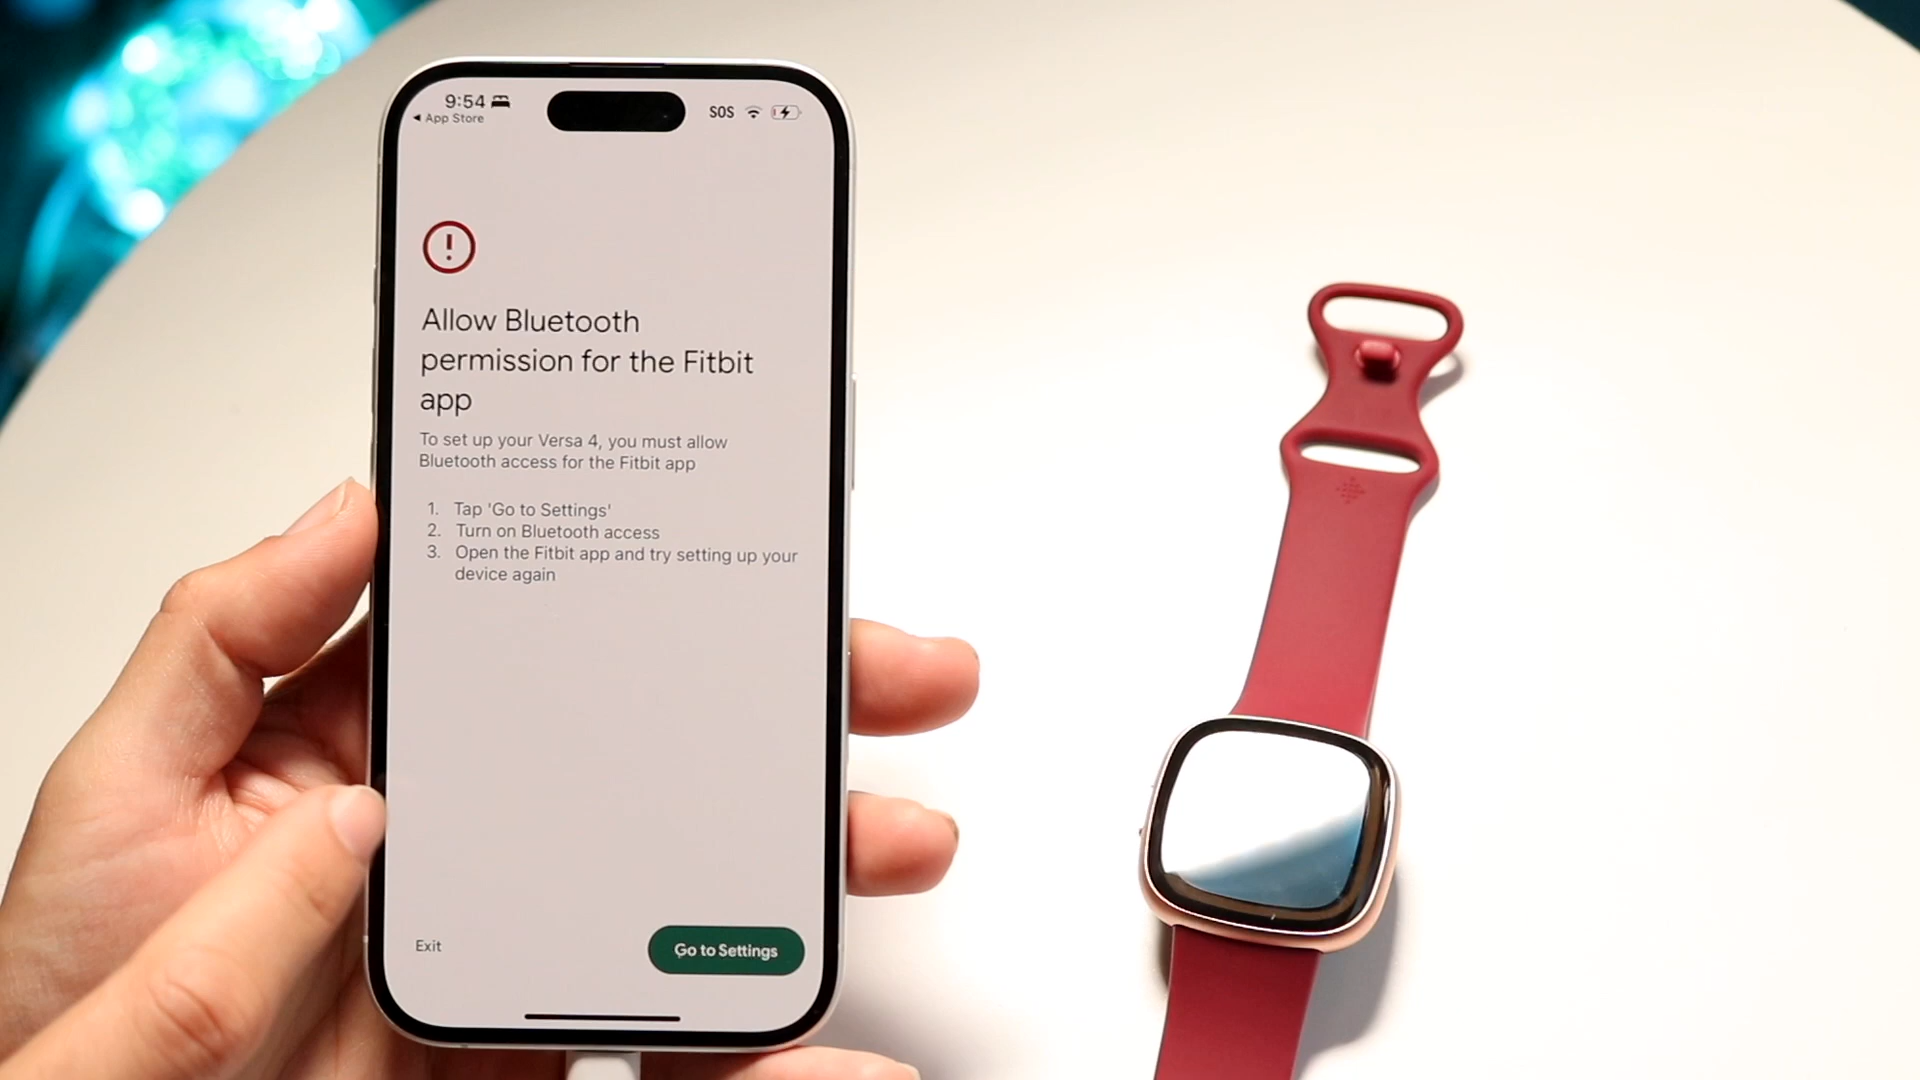 9:54
SOS
◀ App Store
Allow Bluetooth
permission for the Fitbit
app
To set up your Versa 4, you must allow
Bluetooth access for the Fitbit app
1. Tap 'Go to Settings'
2. Turn on Bluetooth access
3. Open the Fitbit app and try setting up your
device again
Exit
Go to Settings